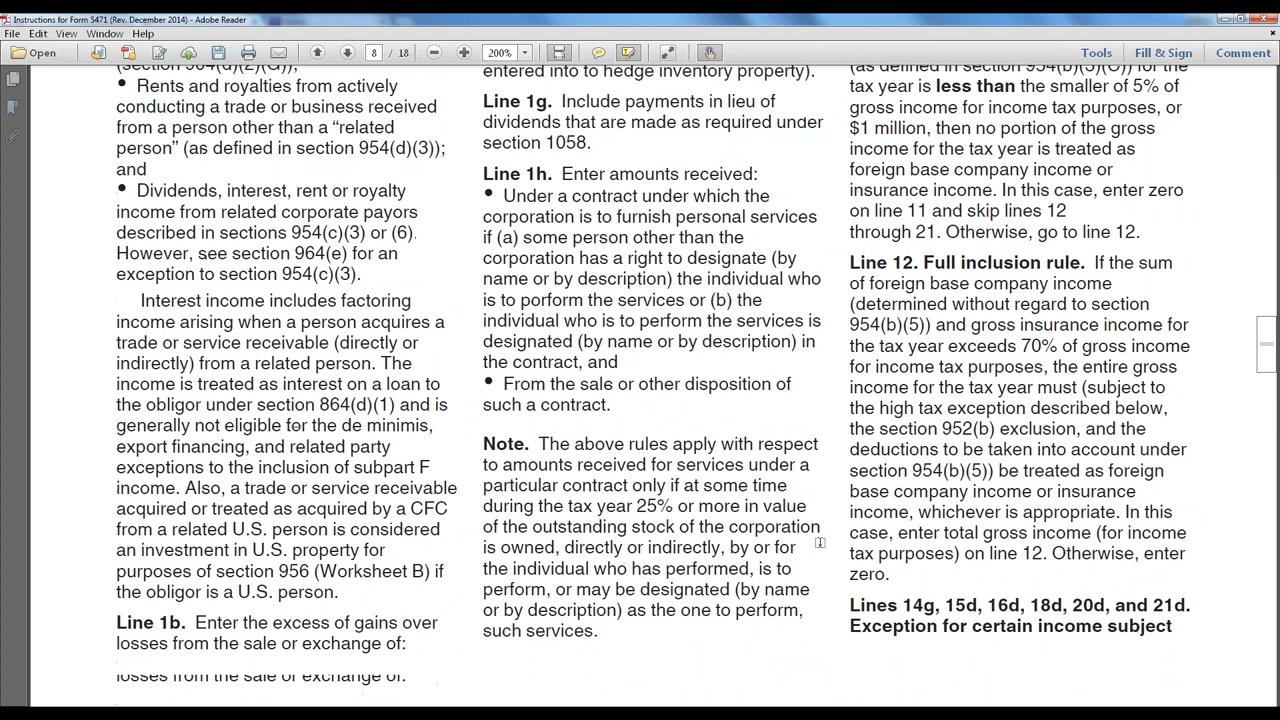 Instructions for Form 5471 (Rev. December 2014) - Adobe Reader
File Edit View Window Help
Open 8 / 18 200% Tools Fill & Sign Comment
(section 904(d)(2)(G));
• Rents and royalties from actively
conducting a trade or business received
from a person other than a “related
person” (as defined in section 954(d)(3));
and
• Dividends, interest, rent or royalty
income from related corporate payors
described in sections 954(c)(3) or (6).
However, see section 964(e) for an
exception to section 954(c)(3).
Interest income includes factoring
income arising when a person acquires a
trade or service receivable (directly or
indirectly) from a related person. The
income is treated as interest on a loan to
the obligor under section 864(d)(1) and is
generally not eligible for the de minimis,
export financing, and related party
exceptions to the inclusion of subpart F
income. Also, a trade or service receivable
acquired or treated as acquired by a CFC
from a related U.S. person is considered
an investment in U.S. property for
purposes of section 956 (Worksheet B) if
the obligor is a U.S. person.
Line 1b. Enter the excess of gains over
losses from the sale or exchange of:
losses from the sale or exchange of:
entered into to hedge inventory property).
Line 1g. Include payments in lieu of
dividends that are made as required under
section 1058.
Line 1h. Enter amounts received:
• Under a contract under which the
corporation is to furnish personal services
if (a) some person other than the
corporation has a right to designate (by
name or by description) the individual who
is to porform the services or (b) the
individual who is to perform the services is
designated (by name or by description) in
the contract, and
• From the sale or other disposition of
such a contract.
Note. The above rules apply with respect
to amounts received for services under a
particular contract only if at some time
during the tax year 25% or more in value
of the outstanding stock of the corporation
is owned, directly or indirectly, by or for
the individual who has performed, is to
perform, or may be designated (by name
or by description) as the one to perform,
such services.
(as defined in section 954(b)(3)(C)) for the
tax year is less than the smaller of 5% of
gross income for income tax purposes, or
$1 million, then no portion of the gross
income for the tax year is treated as
foreign base company income or
insurance income. In this case, enter zero
on line 11 and skip lines 12
through 21. Otherwise, go to line 12.
Line 12. Full inclusion rule. If the sum
of foreign base company income
(determined without regard to section
954(b)(5)) and gross insurance income for
the tax year exceeds 70% of gross income
for income tax purposes, the entire gross
income for the tax year must (subject to
the high tax exception described below,
the section 952(b) exclusion, and the
deductions to be taken into account under
section 954(b)(5)) be treated as foreign
base company income or insurance
income, whichever is appropriate. In this
case, enter total gross income (for income
tax purposes) on line 12. Otherwise, enter
zero.
Lines 14g, 15d, 16d, 18d, 20d, and 21d.
Exception for certain income subject